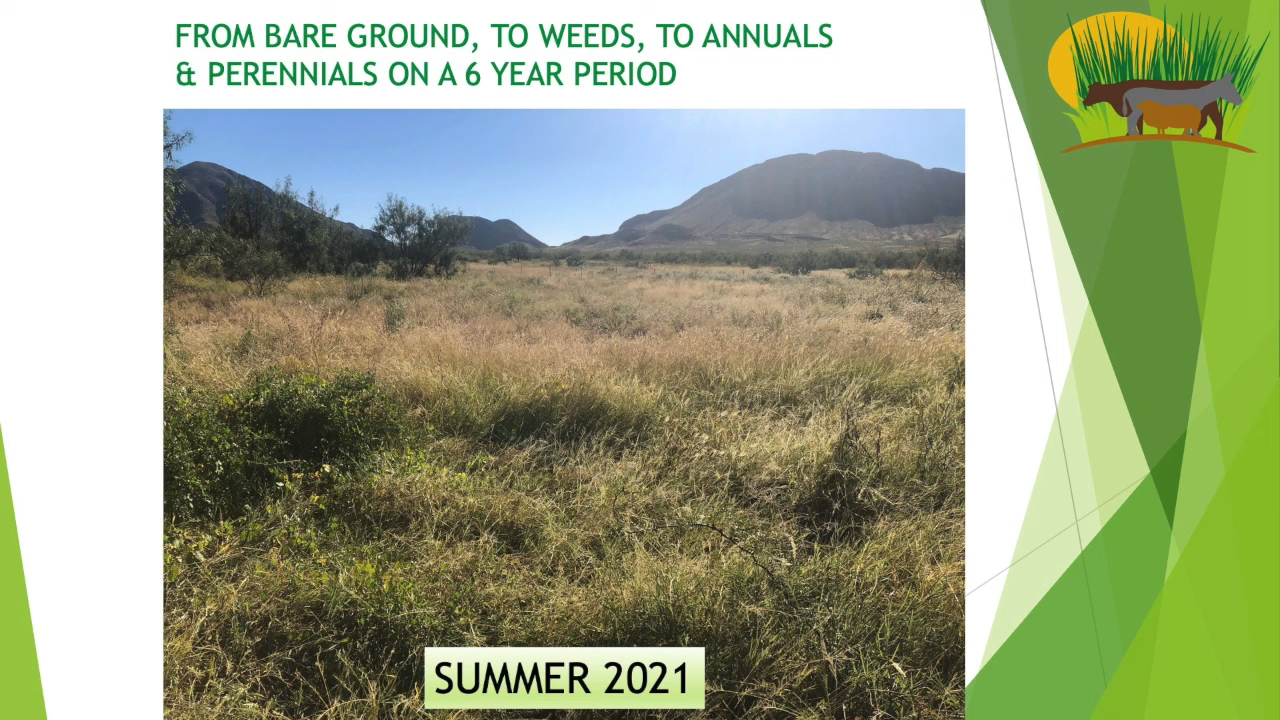 FROM BARE GROUND, TO WEEDS, TO ANNUALS
& PERENNIALS ON A 6 YEAR PERIOD
SUMMER 2021